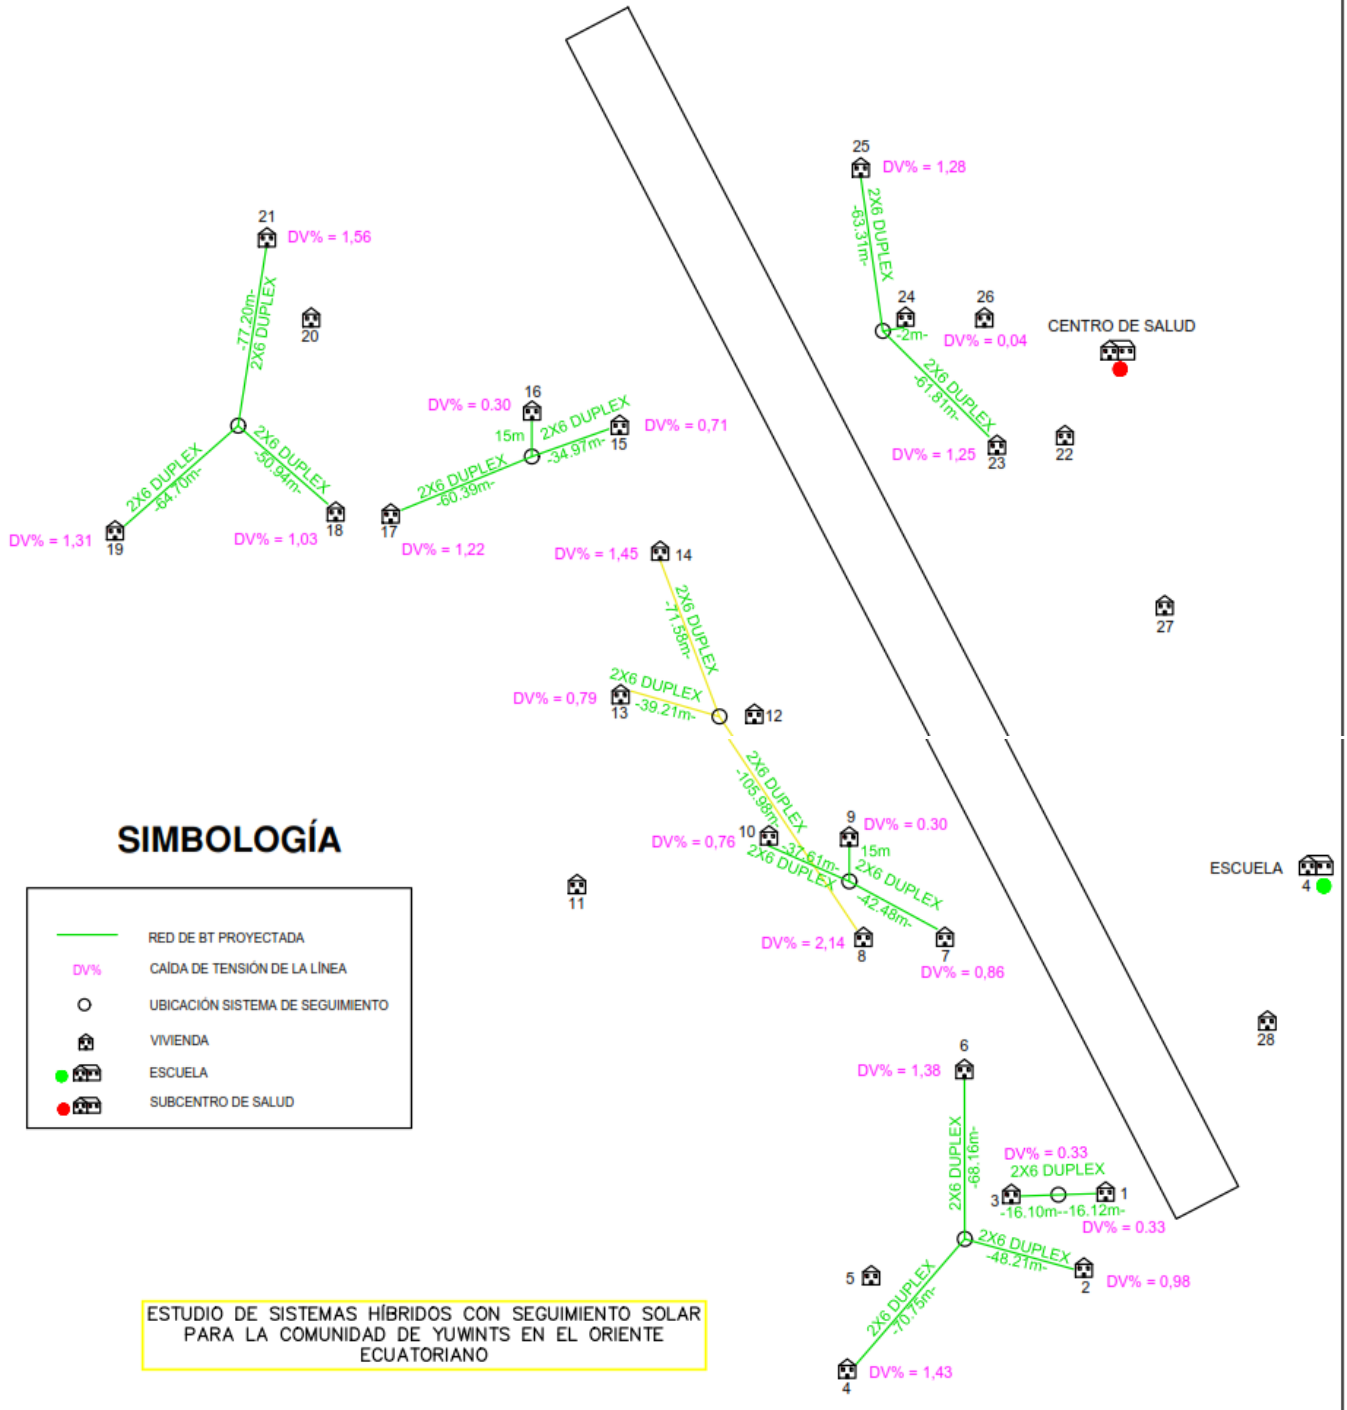 25
DV% = 1,28
2X6 DUPLEX
-63.31m-
21
DV% = 1,56
-77.20m-
2X6 DUPLEX
20
24
26
-2m-
DV% = 0,04
CENTRO DE SALUD
2X6 DUPLEX
-61.81m-
DV% = 1,25
23
22
16
DV% = 0.30
15m
2X6 DUPLEX
-34.97m-
15
DV% = 0,71
2X6 DUPLEX
-60.39m-
17
DV% = 1,22
2X6 DUPLEX
-50.94m-
18
DV% = 1,03
2X6 DUPLEX
-64.70m-
19
DV% = 1,31
DV% = 1,45
14
2X6 DUPLEX
-71.58m-
27
2X6 DUPLEX
-39.21m-
DV% = 0,79
13
12
2X6 DUPLEX
-105.98m-
10
DV% = 0,76
9
DV% = 0.30
15m
-37.61m-
2X6 DUPLEX
2X6 DUPLEX
-42.48m-
DV% = 2,14
8
7
DV% = 0,86
11
ESCUELA
4
28
SIMBOLOGÍA
RED DE BT PROYECTADA
DV%
CAÍDA DE TENSIÓN DE LA LÍNEA
UBICACIÓN SISTEMA DE SEGUIMIENTO
VIVIENDA
ESCUELA
SUBCENTRO DE SALUD
6
DV% = 1,38
2X6 DUPLEX
-68.16m-
DV% = 0.33
2X6 DUPLEX
3
1
-16.10m--16.12m-
DV% = 0.33
2X6 DUPLEX
-48.21m-
2
DV% = 0,98
5
2X6 DUPLEX
-70.75m-
4
DV% = 1,43
ESTUDIO DE SISTEMAS HÍBRIDOS CON SEGUIMIENTO SOLAR
PARA LA COMUNIDAD DE YUWINTS EN EL ORIENTE
ECUATORIANO